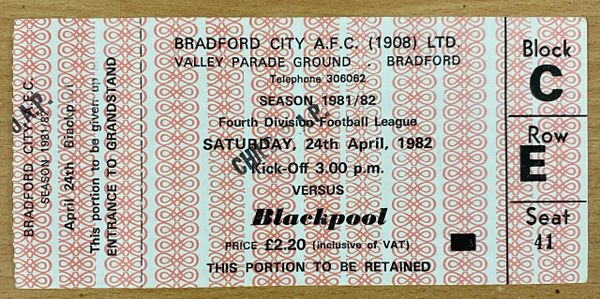 BRADFORD CITY A.F.C.
SEASON 1981/82
April 24th
This portion to be given
ENTRANCE TO GRANDSTAND
BRADFORD CITY A.F.C. (1908) LTD.
VALLEY PARADE GROUND . BRADFORD
Telephone 306062
SEASON 1981/82
Fourth Division Football League
SATURDAY, 24th April, 1982
Kick-Off 3.00 p.m.
VERSUS
Blackpool
PRICE £2.20 (inclusive of VAT)
THIS PORTION TO BE RETAINED
Block
C
Row
E
Seat
41